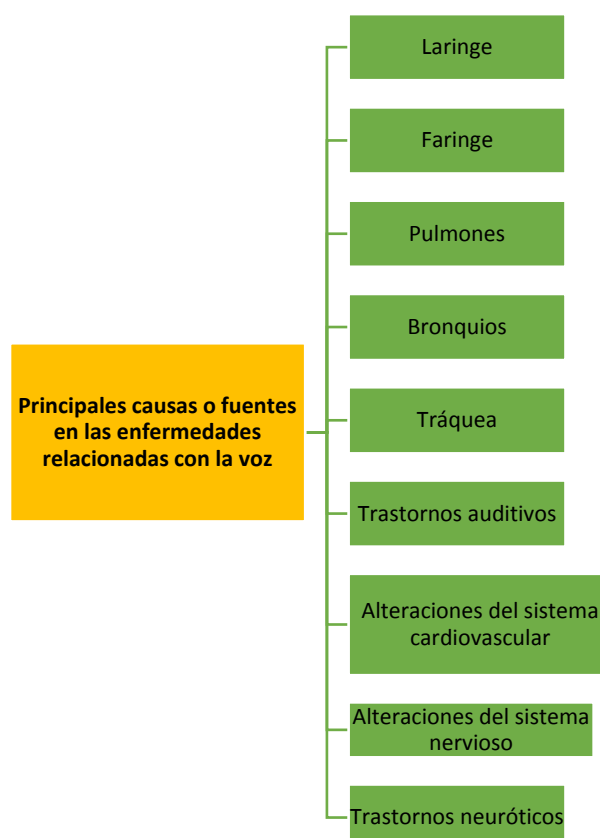 Laringe
Faringe
Pulmones
Bronquios
Principales causas o fuentes
en las enfermedades
relacionadas con la voz
Tráquea
Trastornos auditivos
Alteraciones del sistema
cardiovascular
Alteraciones del sistema
nervioso
Trastornos neuróticos